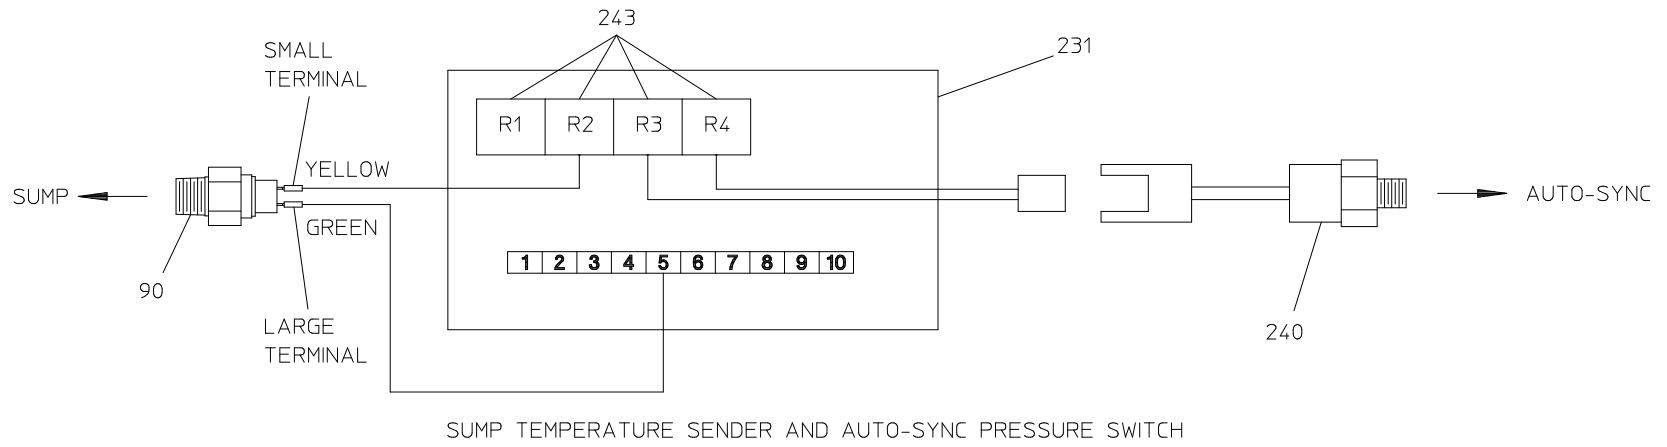 243
SMALL
TERMINAL
231
R1 R2 R3 R4
YELLOW
SUMP
AUTO-SYNC
GREEN
1 2 3 4 5 6 7 8 9 10
90
LARGE
TERMINAL
240
SUMP TEMPERATURE SENDER AND AUTO-SYNC PRESSURE SWITCH